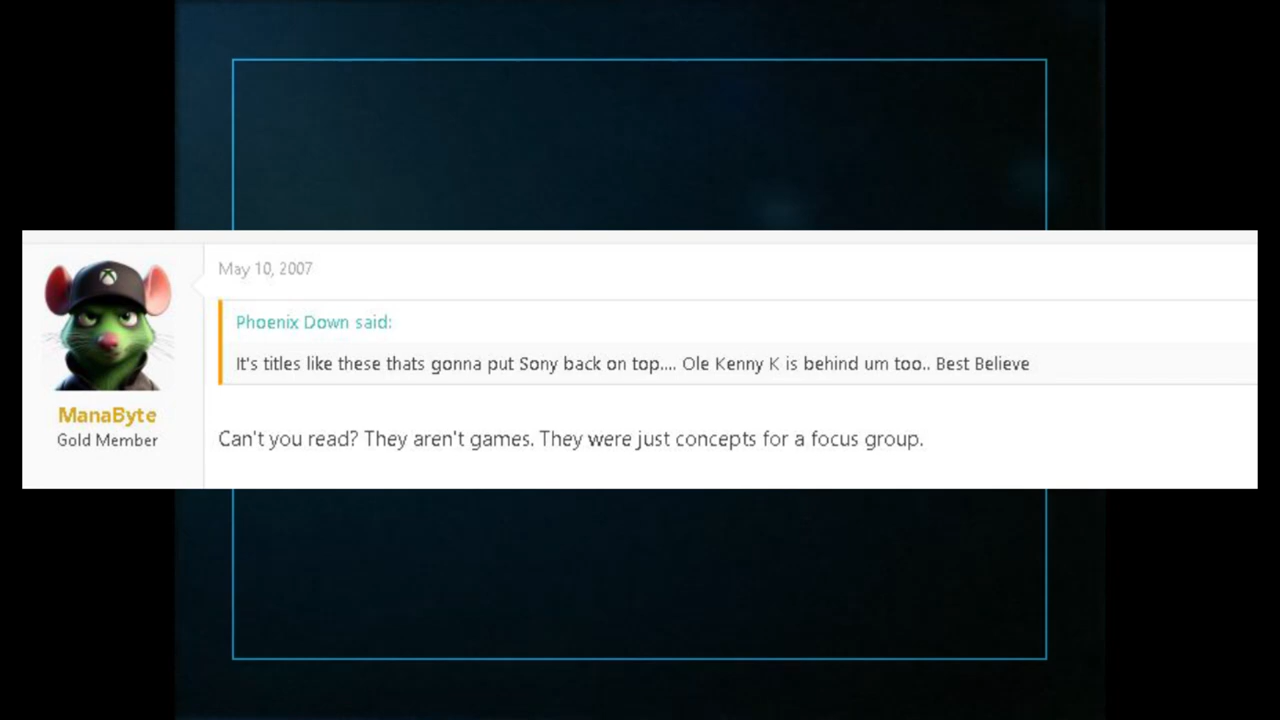 May 10, 2007
Phoenix Down said:
It's titles like these thats gonna put Sony back on top.... Ole Kenny K is behind um too.. Best Believe
ManaByte
Gold Member
Can't you read? They aren't games. They were just concepts for a focus group.